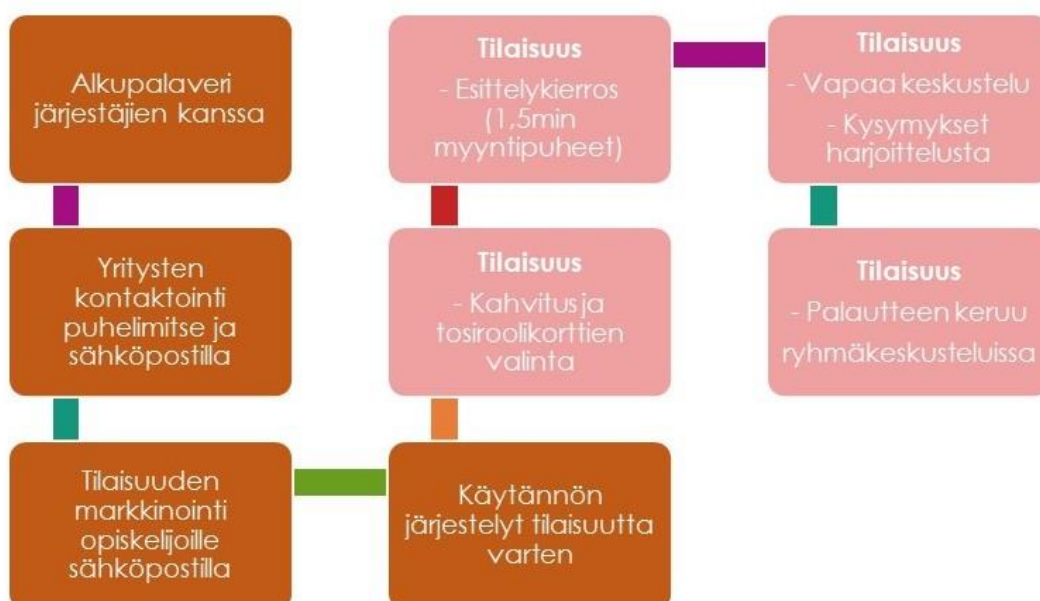 Alkupalaveri
järjestäjien kanssa
Yritysten
kontaktointi
puhelimitse ja
sähköpostilla
Tilaisuuden
markkinointi
opiskelijoille
sähköpostilla
Käytännön
järjestelyt tilaisuutta
varten
Tilaisuus
- Kahvitus ja
tosiroolikorttien
valinta
Tilaisuus
- Esittelykierros
(1,5min
myyntipuheet)
Tilaisuus
- Vapaa keskustelu
- Kysymykset
harjoittelusta
Tilaisuus
- Palautteen keruu
ryhmäkeskusteluissa